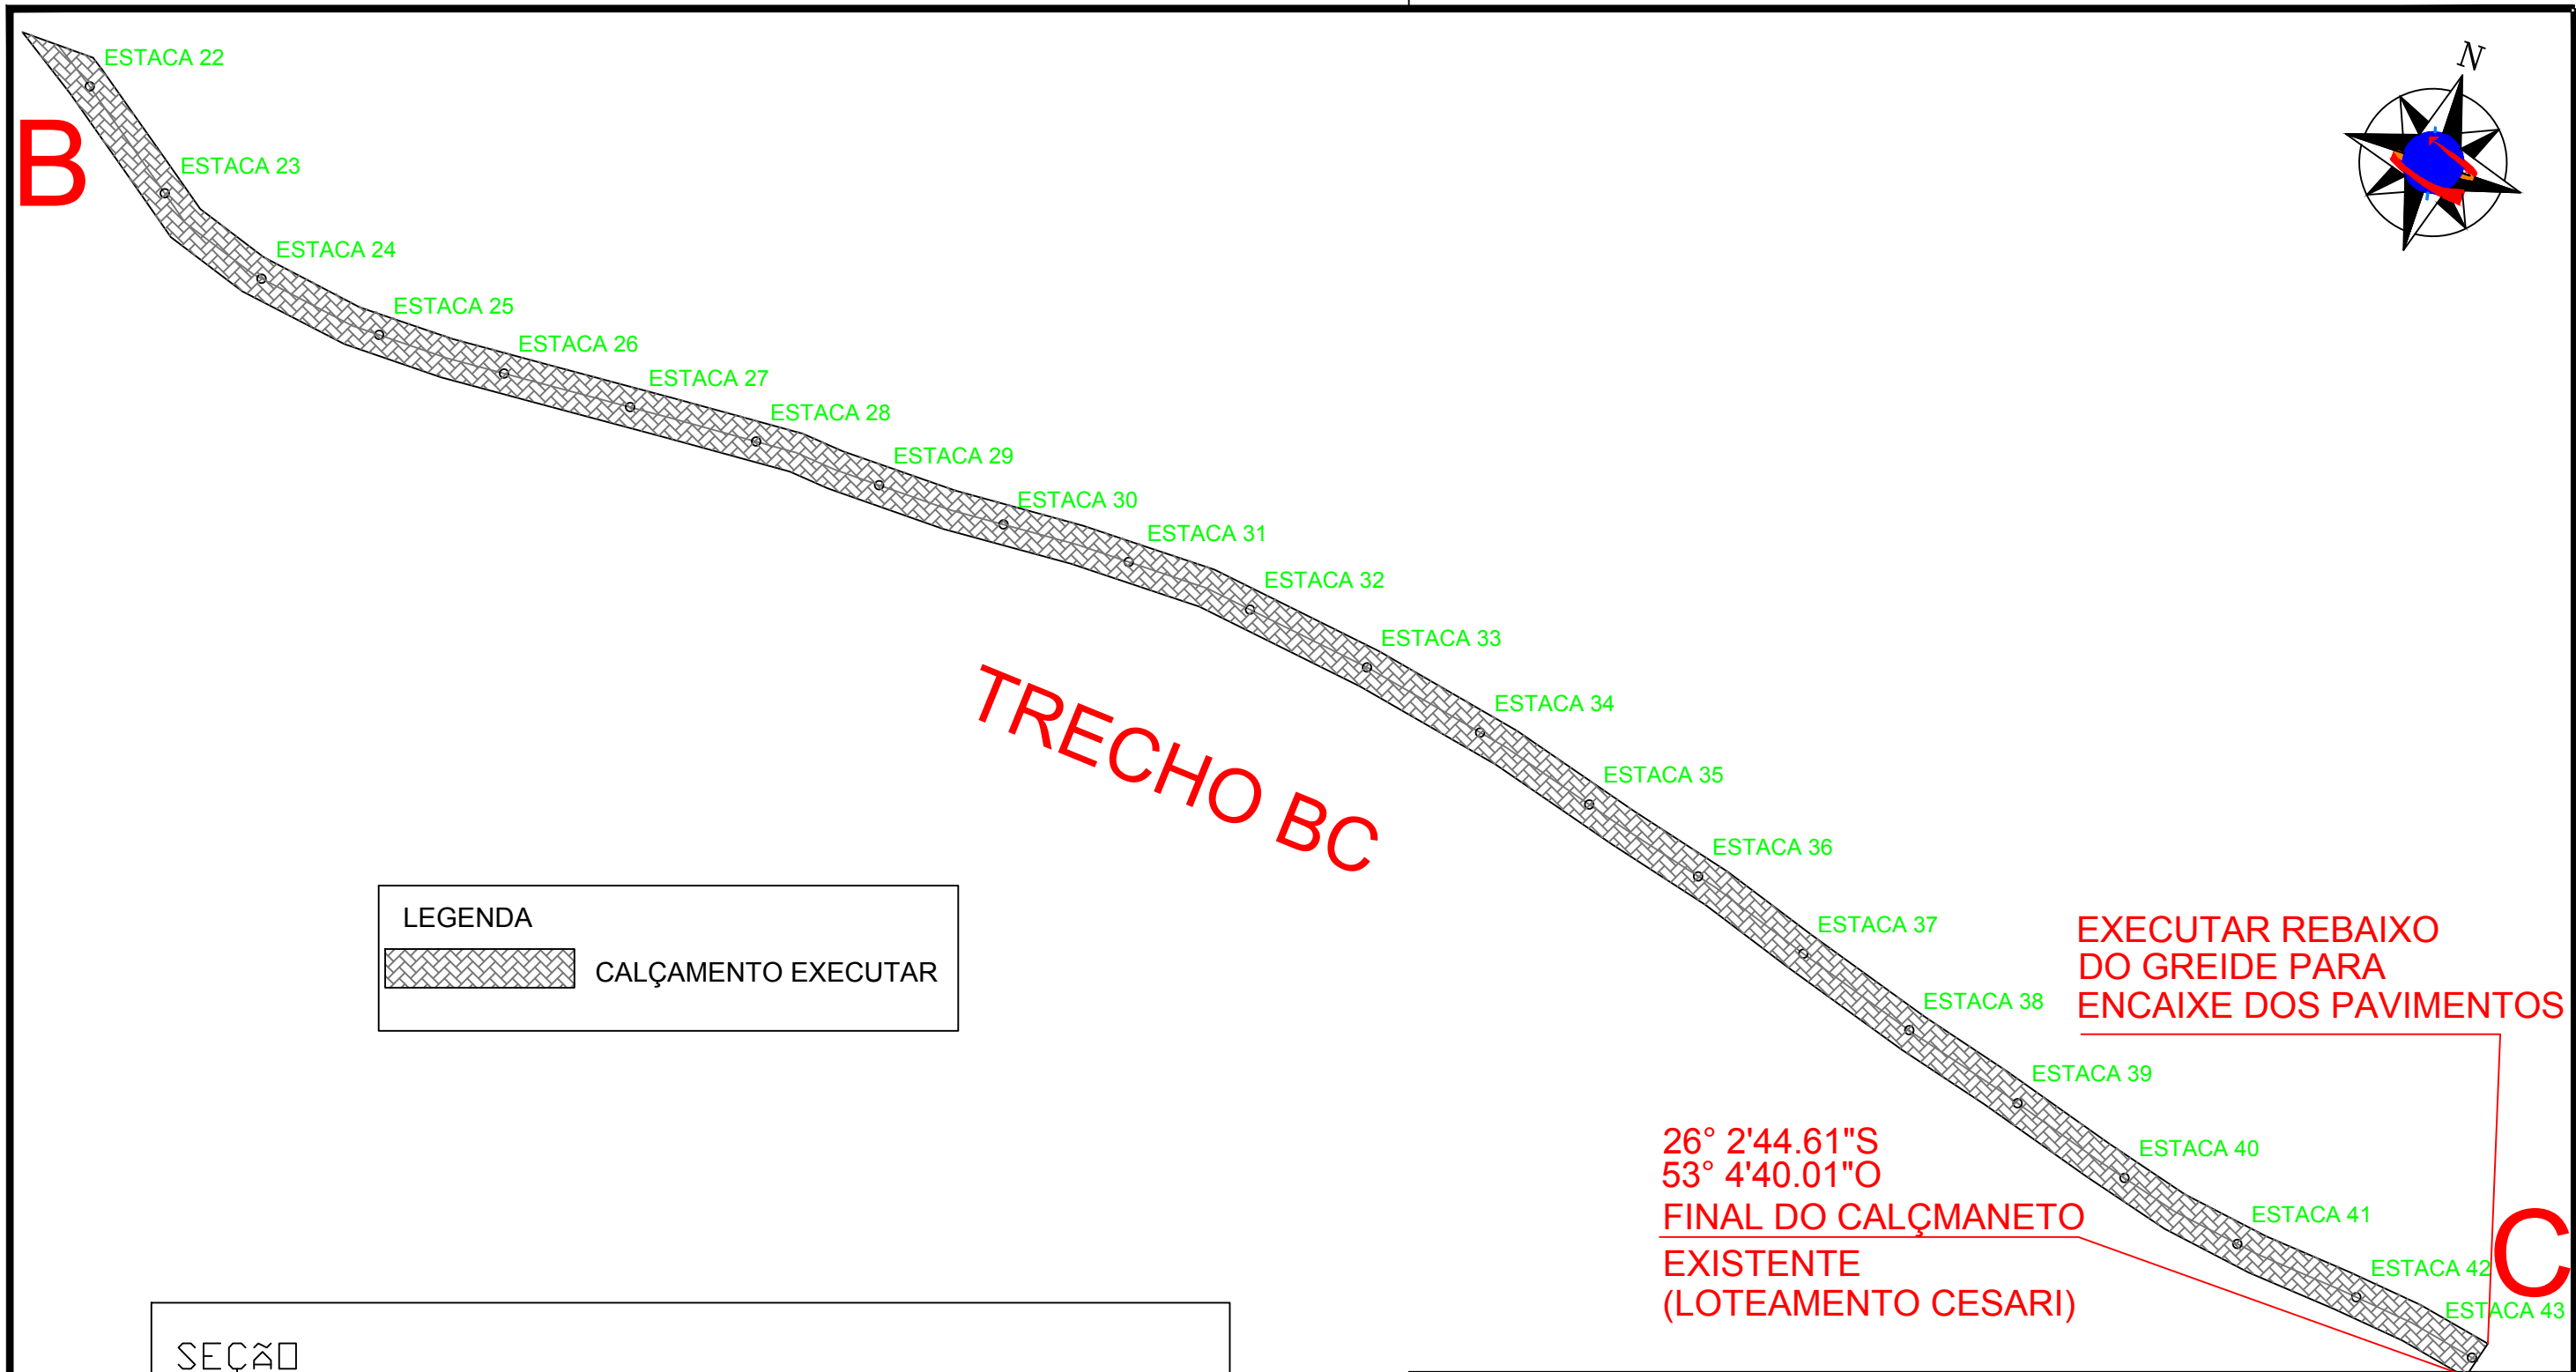 N
ESTACA 22
B
ESTACA 23
ESTACA 24
ESTACA 25
ESTACA 26
ESTACA 27
ESTACA 28
ESTACA 29
ESTACA 30
ESTACA 31
ESTACA 32
ESTACA 33
ESTACA 34
ESTACA 35
ESTACA 36
ESTACA 37
ESTACA 38
ESTACA 39
ESTACA 40
ESTACA 41
ESTACA 42
ESTACA 43
C
TRECHO BC
LEGENDA
CALÇAMENTO EXECUTAR
EXECUTAR REBAIXO
DO GREIDE PARA
ENCAIXE DOS PAVIMENTOS
26° 2'44.61"S
53° 4'40.01"O
FINAL DO CALÇMANETO
EXISTENTE
(LOTEAMENTO CESARI)
SEÇÃO